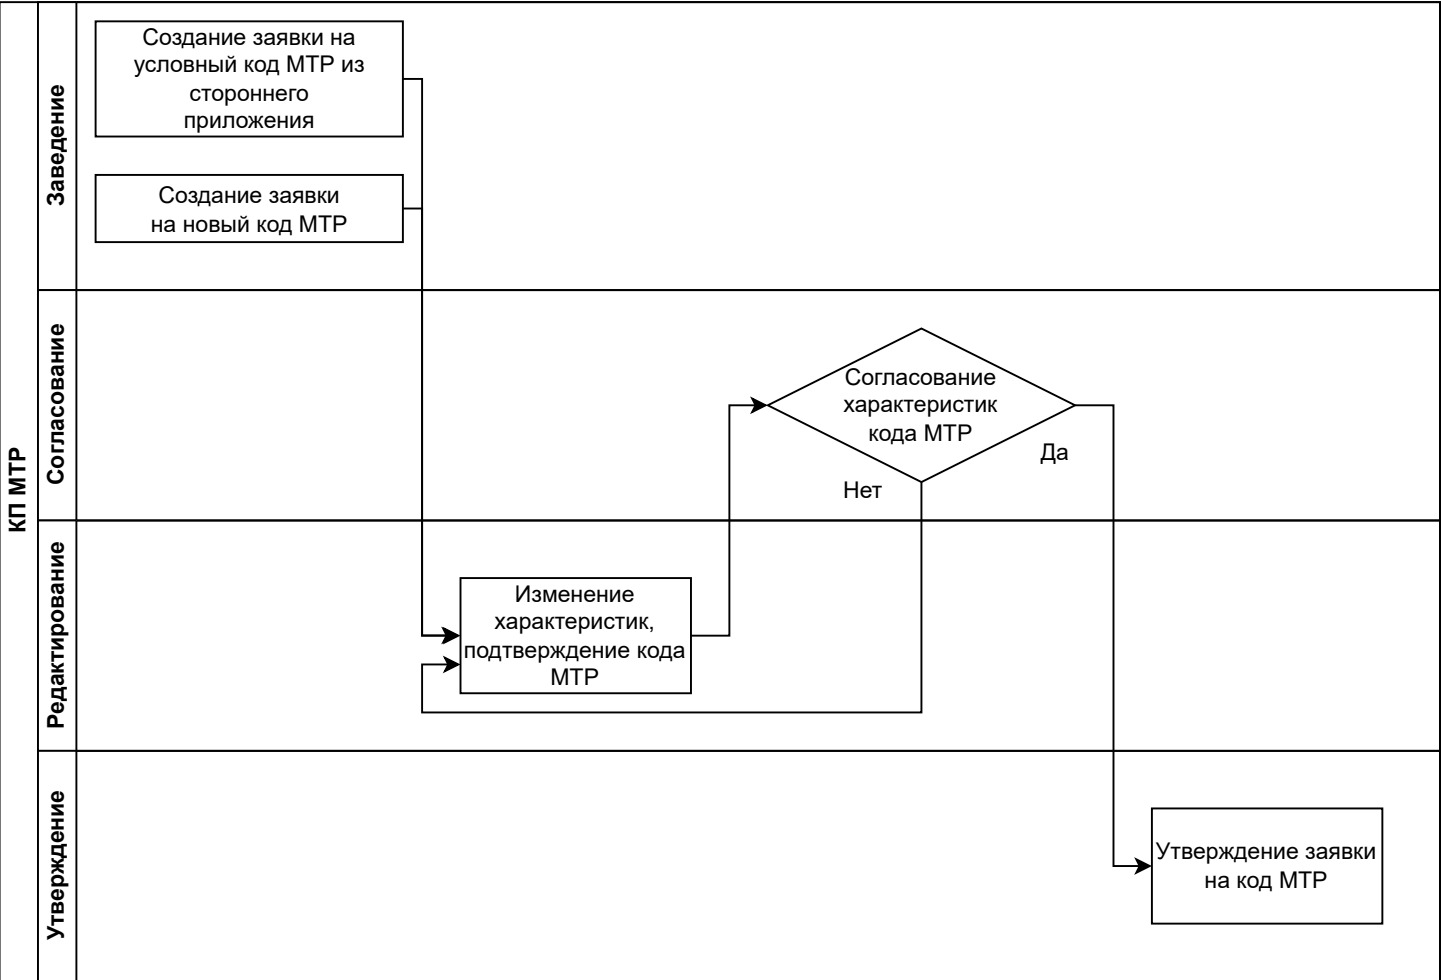 КП МТР
Заведение
Создание заявки на
условный код МТР из
стороннего
приложения
Создание заявки
на новый код МТР
Согласование
Согласование
характеристик
кода МТР
Да
Нет
Редактирование
Изменение
характеристик,
подтверждение кода
МТР
Утверждение
Утверждение заявки
на код МТР